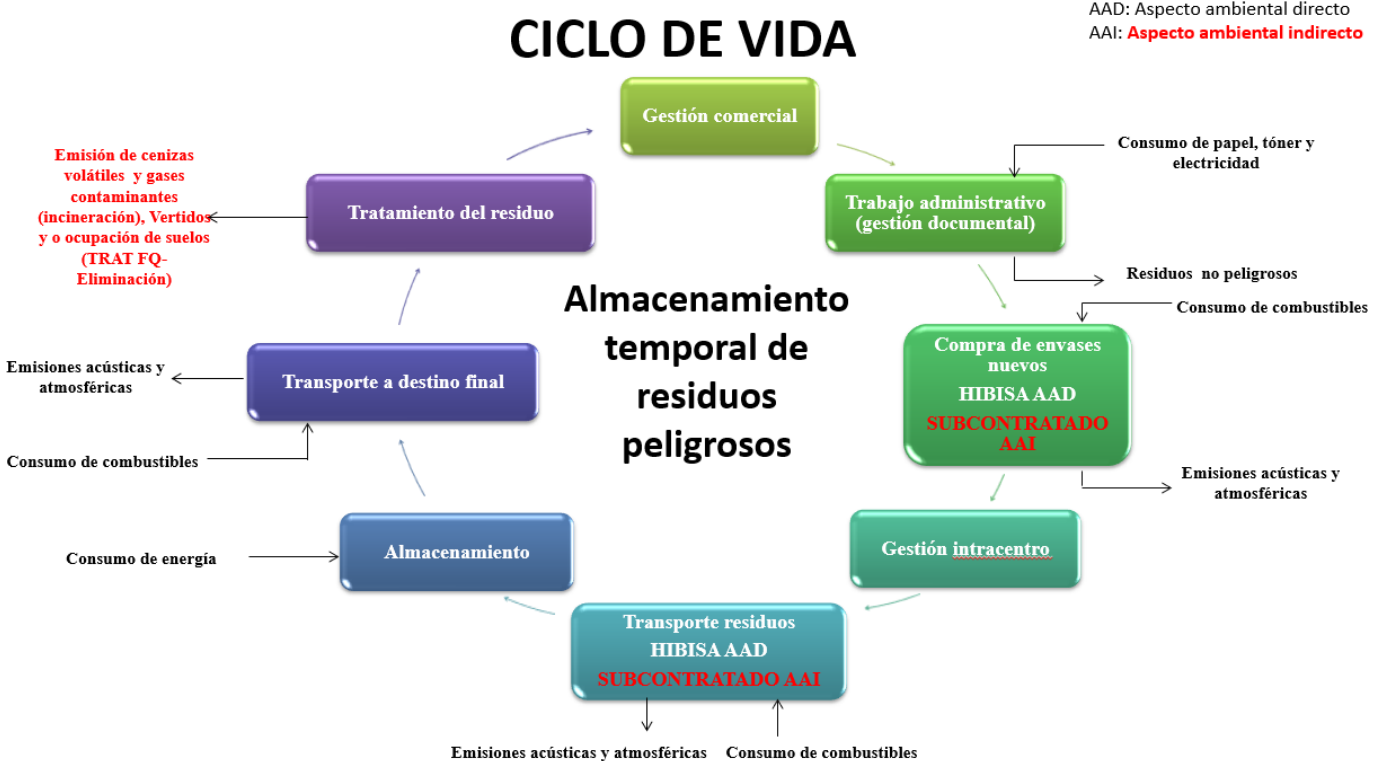 CICLO DE VIDA
AAD: Aspecto ambiental directo
AAI: Aspecto ambiental indirecto
Gestión comercial
Consumo de papel, tóner y
electricidad
Trabajo administrativo
(gestión documental)
Residuos no peligrosos
Consumo de combustibles
Compra de envases
nuevos
HIBISA AAD
SUBCONTRATADO
AAI
Emisiones acústicas y
atmosféricas
Gestión intracentro
Transporte residuos
HIBISA AAD
SUBCONTRATADO AAI
Emisiones acústicas y atmosféricas
Consumo de combustibles
Almacenamiento
Consumo de energía
Transporte a destino final
Emisiones acústicas y
atmosféricas
Consumo de combustibles
Tratamiento del residuo
Emisión de cenizas
volátiles y gases
contaminantes
(incineración), Vertidos
y o ocupación de suelos
(TRAT FQ-
Eliminación)
Almacenamiento
temporal de
residuos
peligrosos